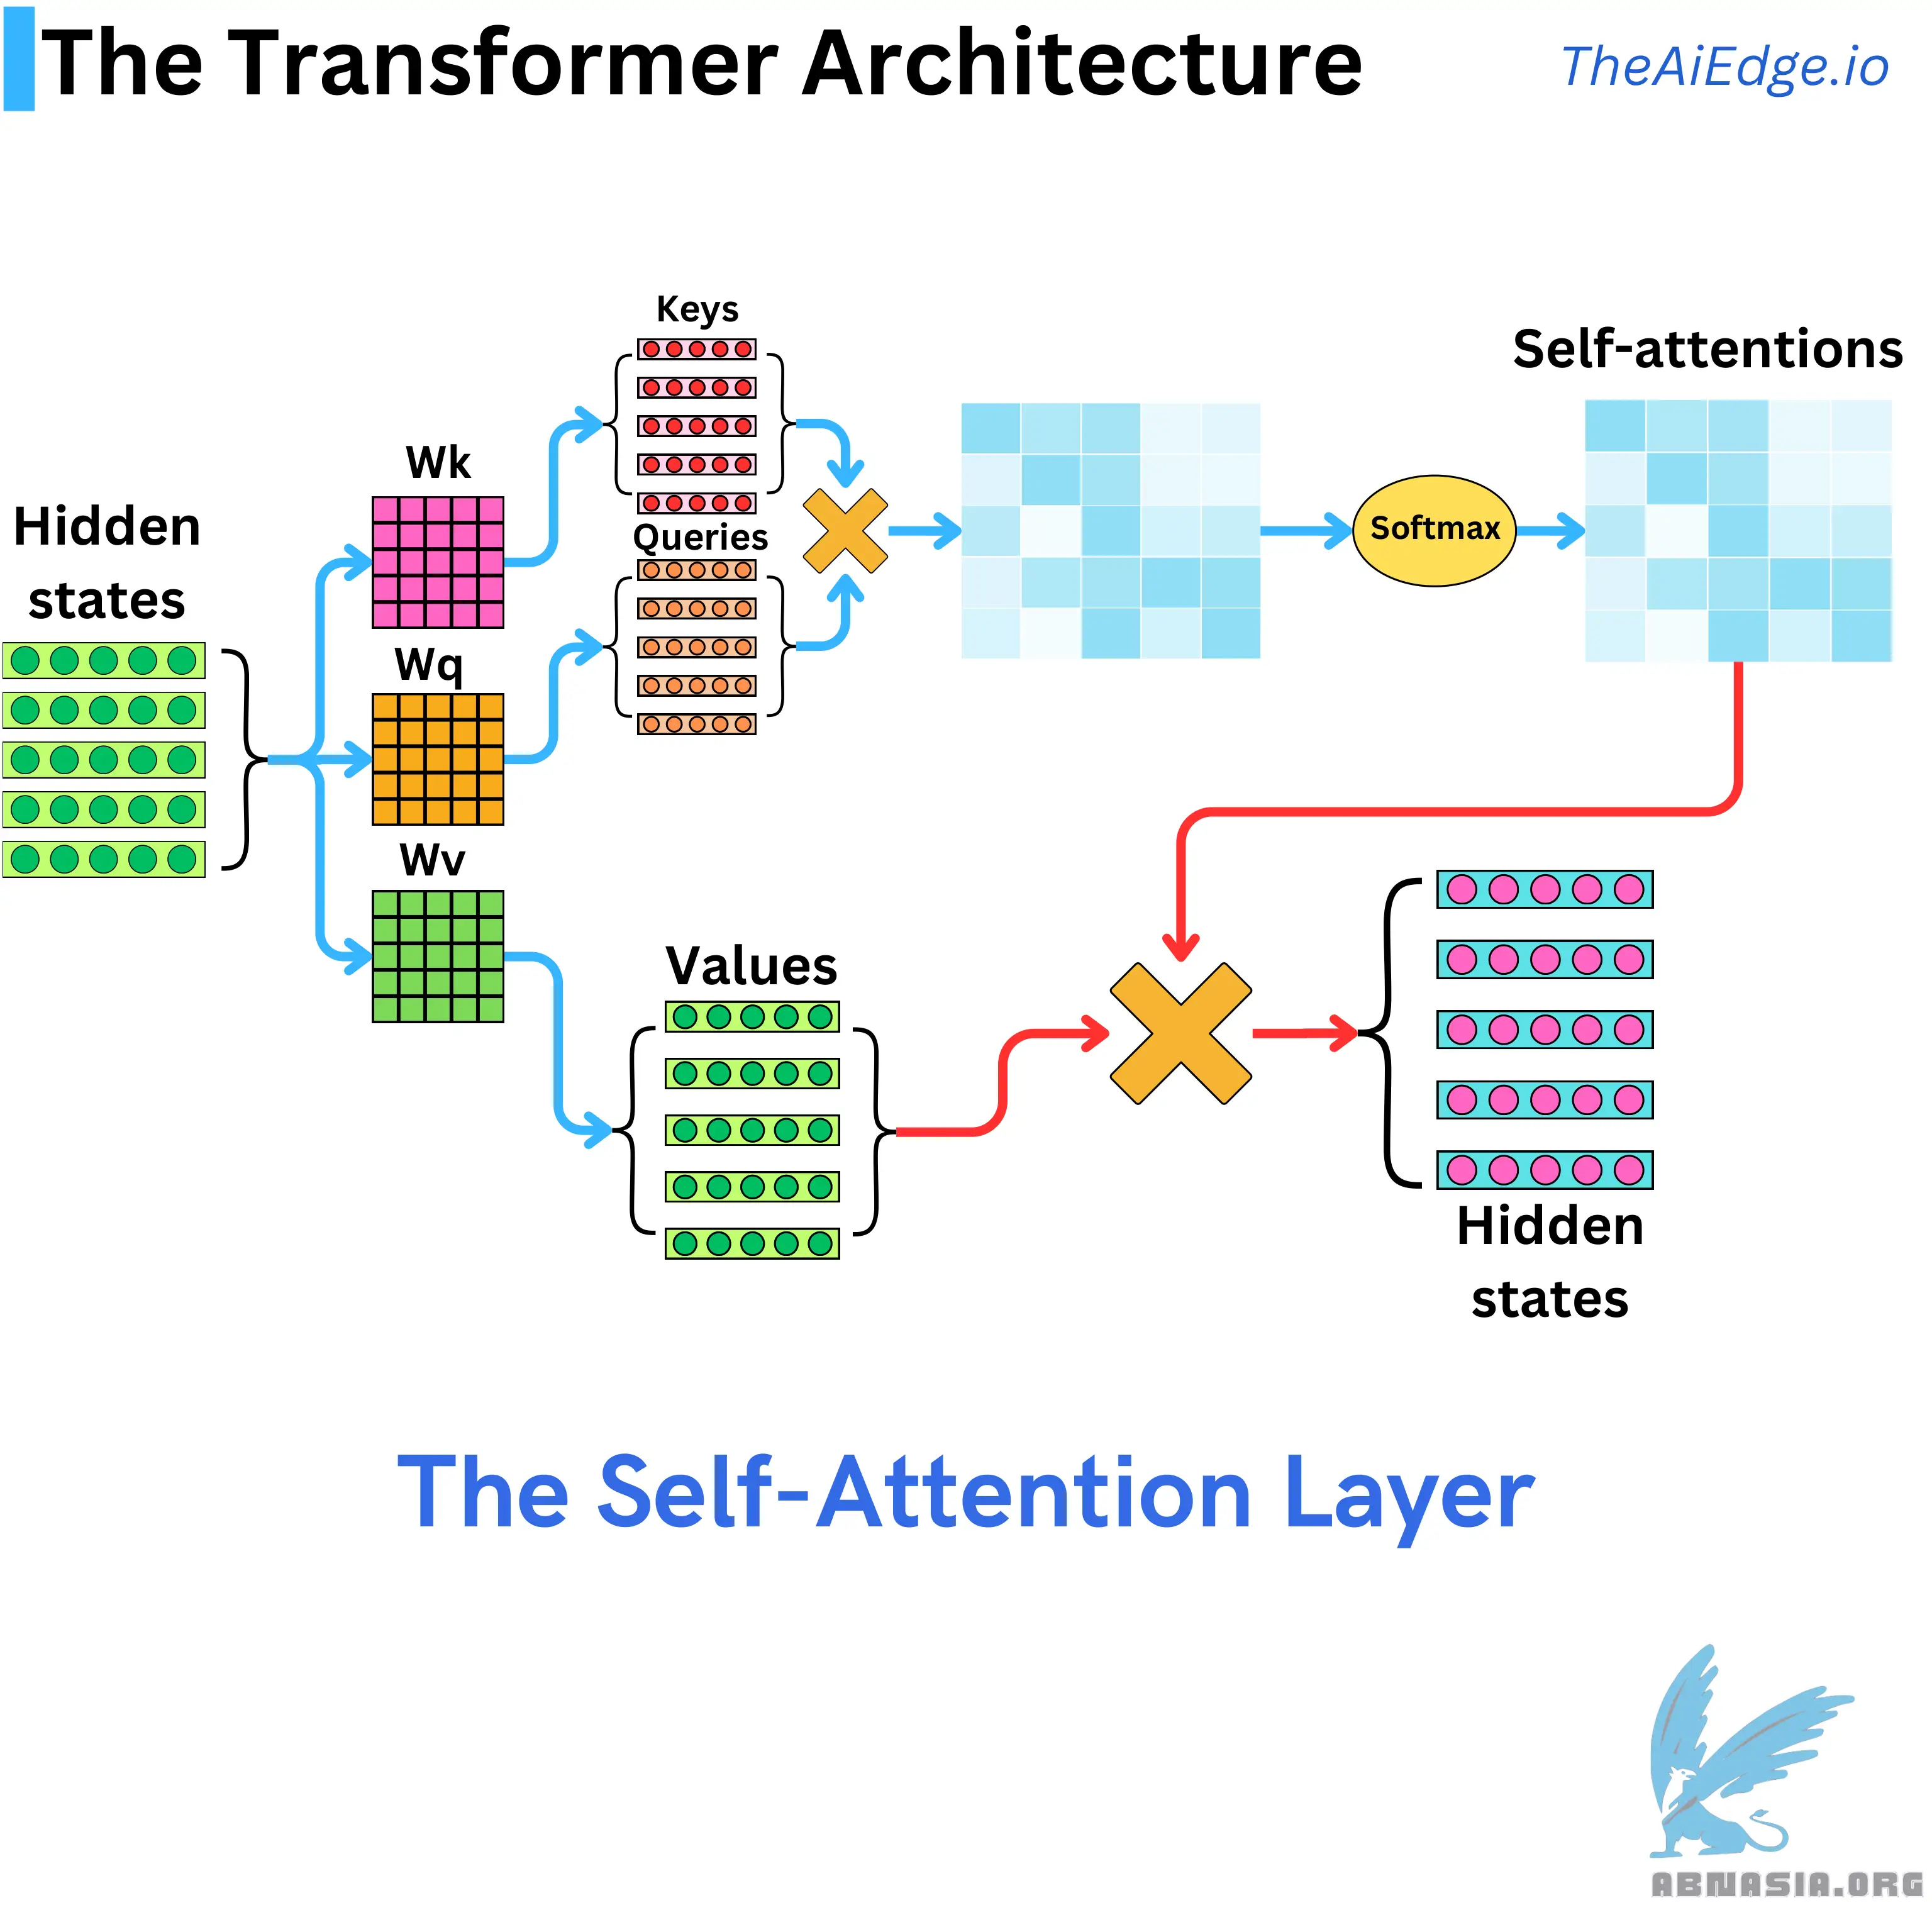 The Transformer Architecture
TheAiEdge.io
Keys
Self-attentions
Wk
Hidden
states
Queries
Softmax
Wq
Wv
Values
Hidden
states
The Self-Attention Layer
ABNASIA.ORG